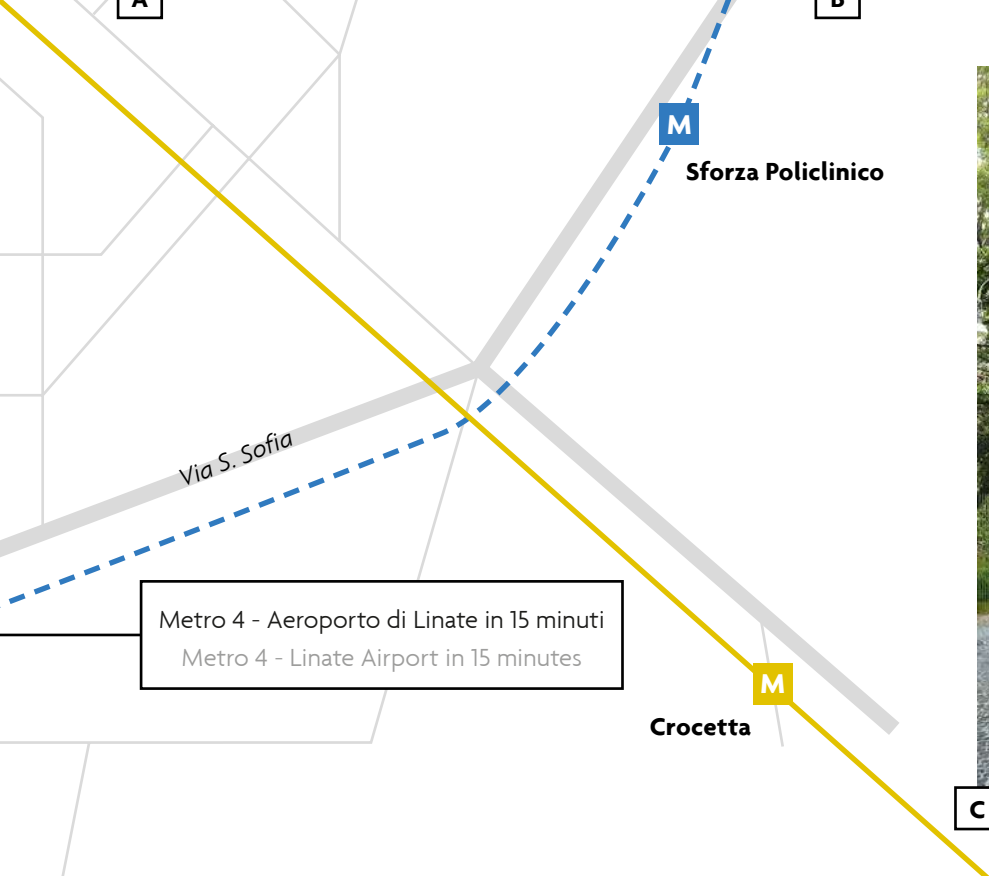 A
B
M
Sforza Policlinico
Via S. Sofia
Metro 4 - Aeroporto di Linate in 15 minuti
Metro 4 - Linate Airport in 15 minutes
M
Crocetta
C